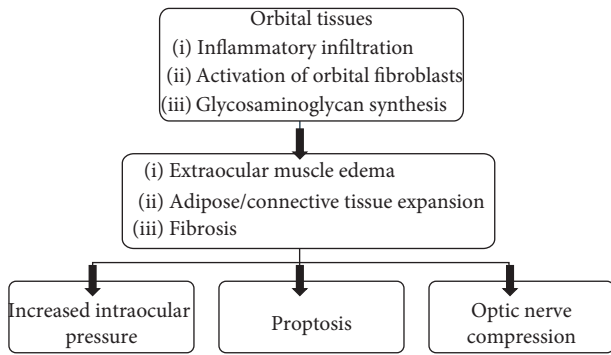 Orbital tissues
(i) Inflammatory infiltration
(ii) Activation of orbital fibroblasts
(iii) Glycosaminoglycan synthesis
(i) Extraocular muscle edema
(ii) Adipose/connective tissue expansion
(iii) Fibrosis
Increased intraocular
pressure
Proptosis
Optic nerve
compression